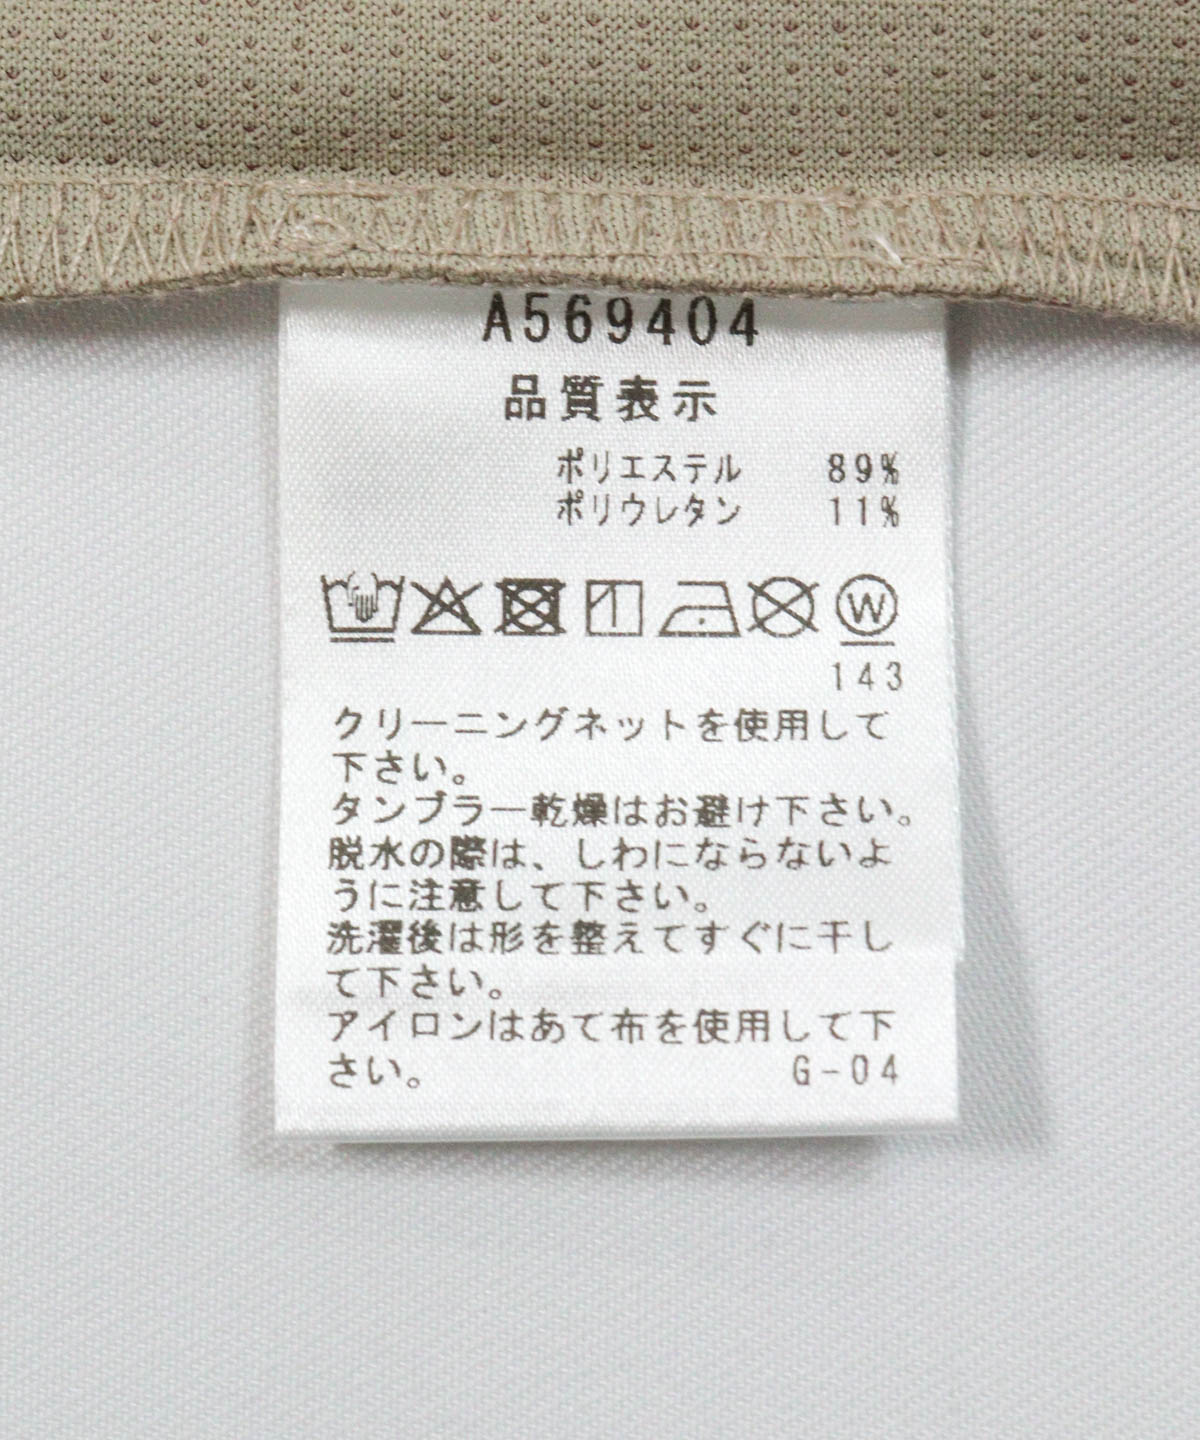 A569404
品質表示
ポリエステル 89%
ポリウレタン 11%
W
143
クリーニングネットを使用して
下さい。
タンブラー乾燥はお避け下さい。
脱水の際は、しわにならないよ
うに注意して下さい。
洗濯後は形を整えてすぐに干し
て下さい。
アイロンはあて布を使用して下
さい。 G-04